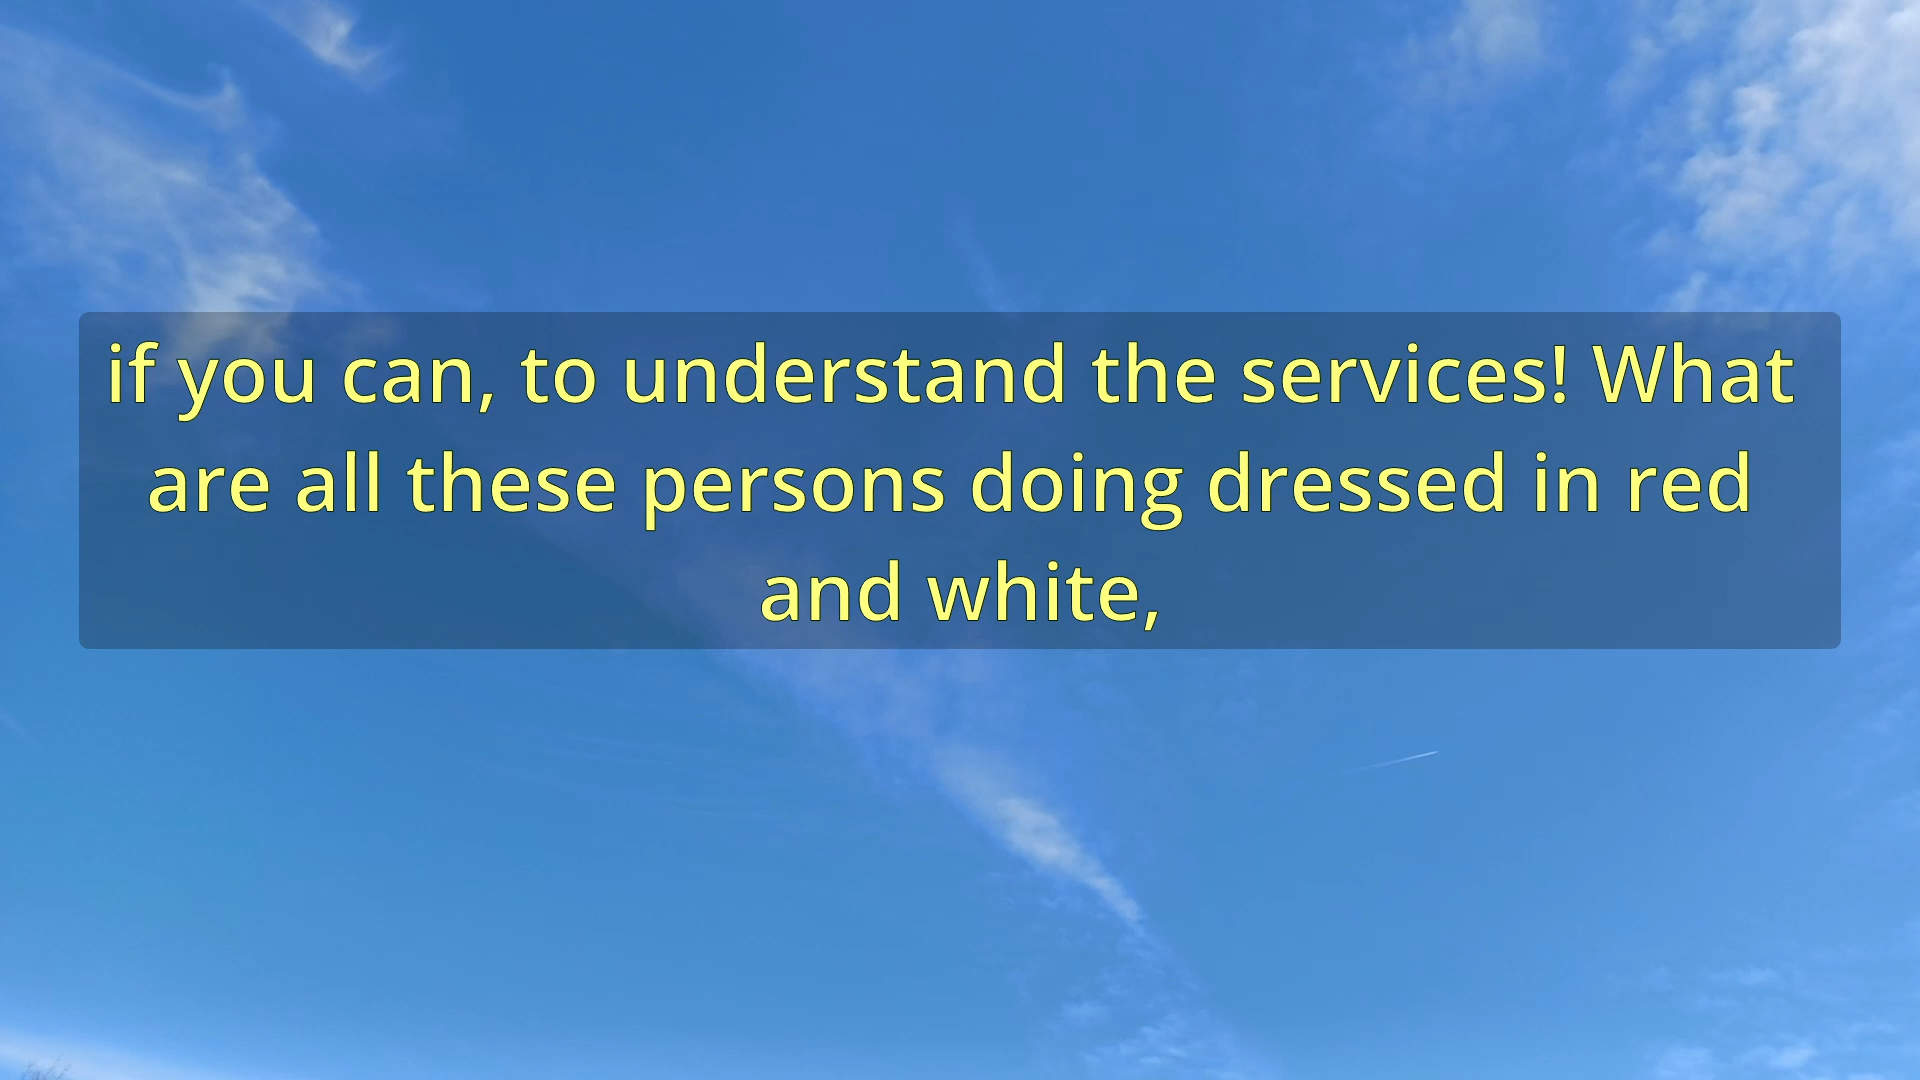 if you can, to understand the services! What
are all these persons doing dressed in red
and white,